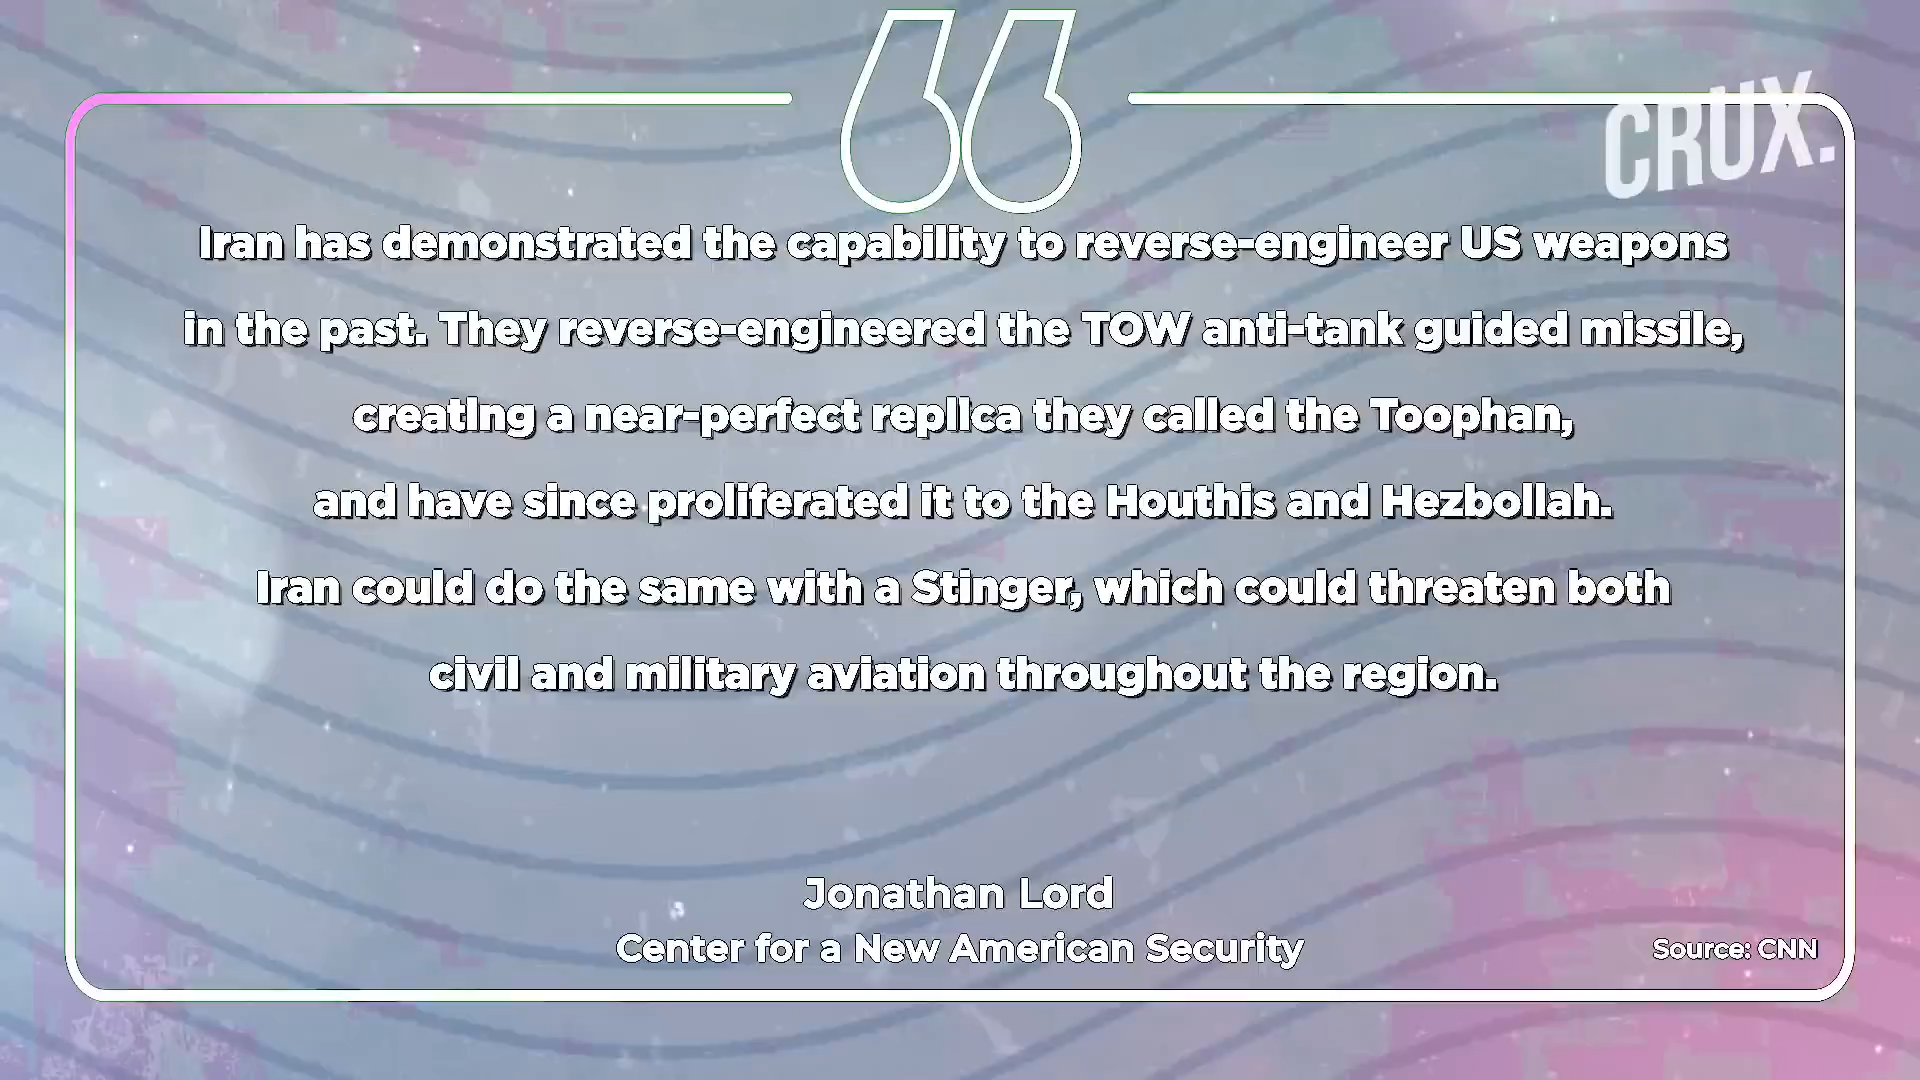 CRUX.
Iran has demonstrated the capability to reverse-engineer US weapons
in the past. They reverse-engineered the TOW anti-tank guided missile,
creating a near-perfect replica they called the Toophan,
and have since proliferated it to the Houthis and Hezbollah.
Iran could do the same with a Stinger, which could threaten both
civil and military aviation throughout the region.
Jonathan Lord
Center for a New American Security
Source: CNN